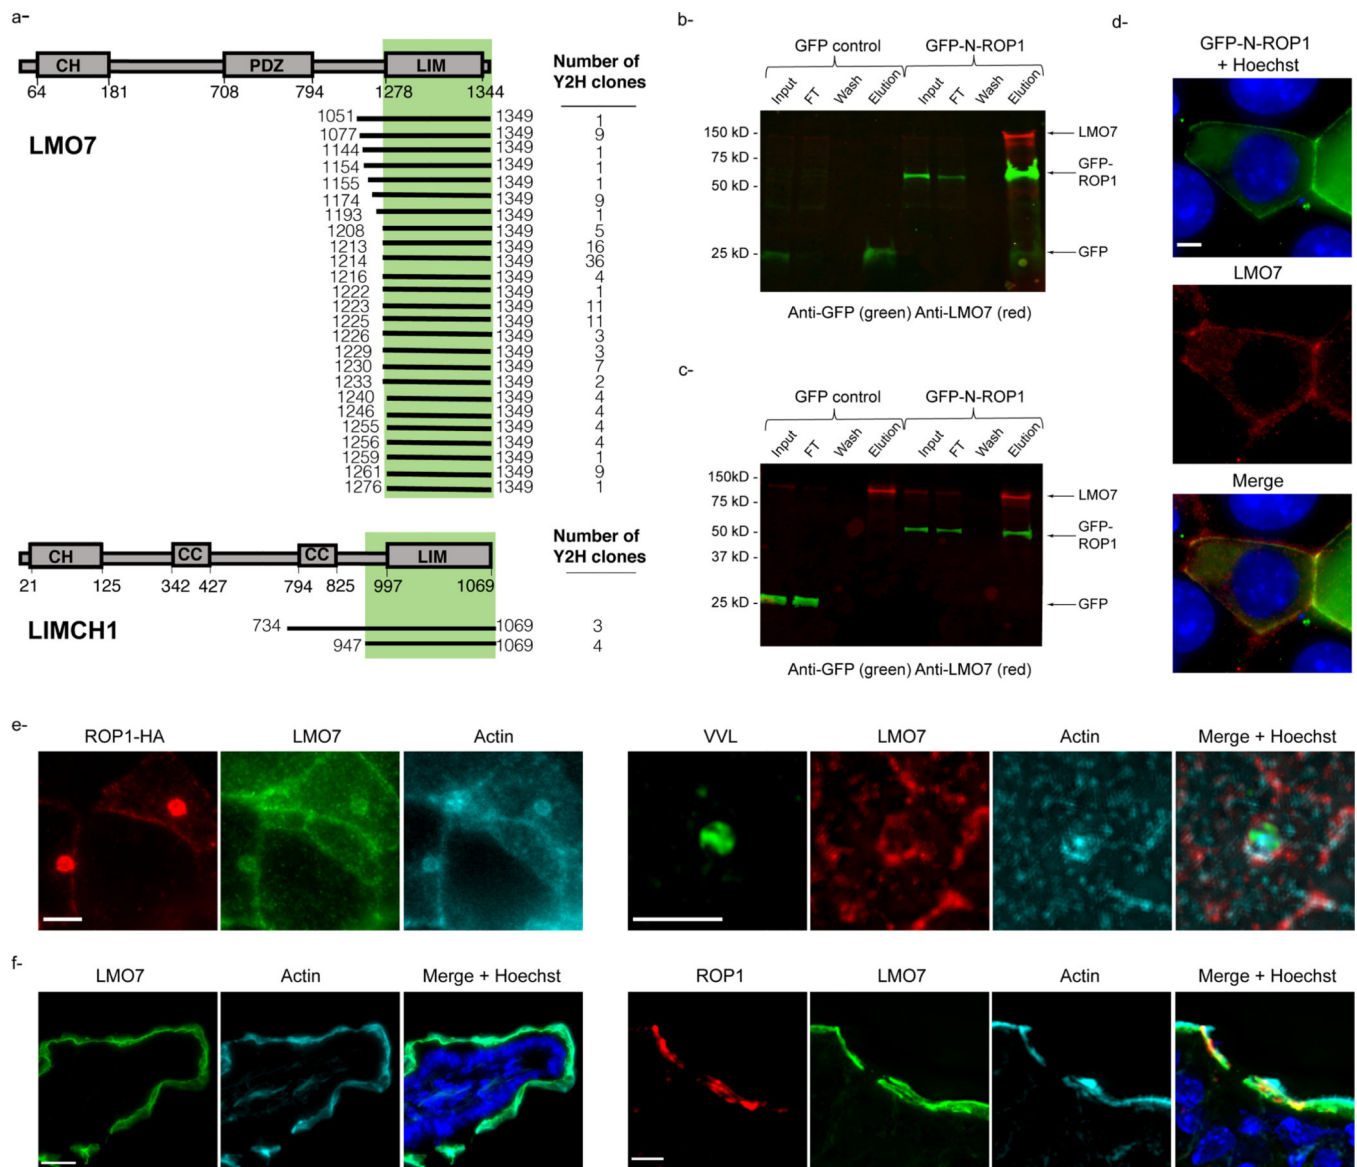 a-
CH PDZ LIM
64 181 708 794 1278 1344
LMO7
Number of
Y2H clones
1051 1349 1
1077 1349 9
1144 1349 1
1154 1349 1
1155 1349 1
1174 1349 9
1193 1349 1
1208 1349 5
1213 1349 16
1214 1349 36
1216 1349 4
1222 1349 1
1223 1349 11
1225 1349 11
1226 1349 3
1229 1349 3
1230 1349 7
1233 1349 2
1240 1349 4
1246 1349 4
1255 1349 4
1256 1349 4
1259 1349 1
1261 1349 9
1276 1349 1
CH CC CC LIM
21 125 342 427 794 825 997 1069
LIMCH1
Number of
Y2H clones
734 1069 3
947 1069 4
b-
GFP control GFP-N-ROP1
Input FT Wash Elution Input FT Wash Elution
150 kD -
75 kD -
50 kD -
25 kD -
LMO7
GFP-
ROP1
GFP
Anti-GFP (green) Anti-LMO7 (red)
c-
GFP control GFP-N-ROP1
Input FT Wash Elution Input FT Wash Elution
150kD -
75 kD -
50 kD -
37 kD -
25 kD -
LMO7
GFP-
ROP1
GFP
Anti-GFP (green) Anti-LMO7 (red)
d-
GFP-N-ROP1
+ Hoechst
LMO7
Merge
e-
ROP1-HA LMO7 Actin VVL LMO7 Actin Merge + Hoechst
f-
LMO7 Actin Merge + Hoechst ROP1 LMO7 Actin Merge + Hoechst